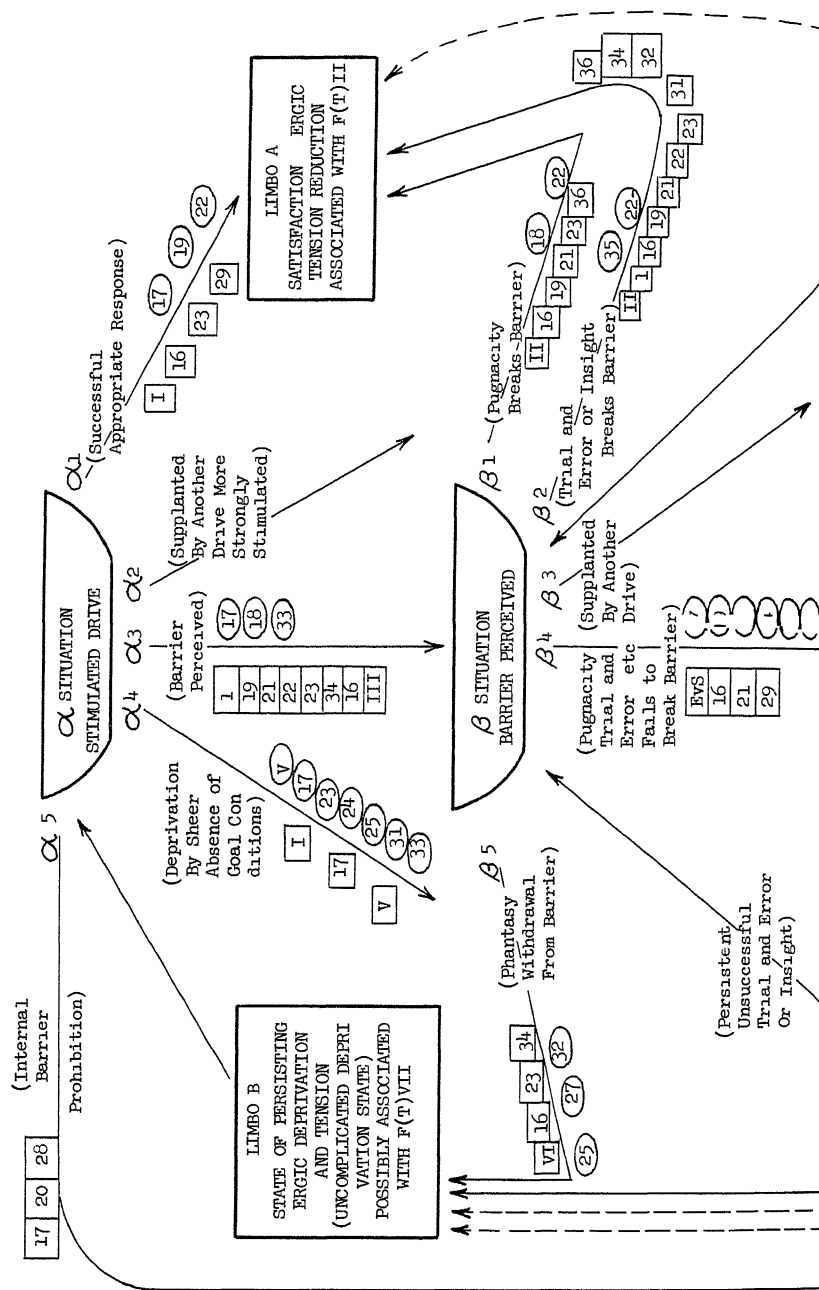 17 20 28
(Internal
Barrier
Prohibition)
α5
α SITUATION
STIMULATED DRIVE
α4
α3
α2
α1
(Successful
Appropriate Response)
I
16
23
29
17
19
22
LIMBO A
SATISFACTION ERGIC
TENSION REDUCTION
ASSOCIATED WITH F(T)II
(Supplanted
By Another
Drive More
Strongly
Stimulated)
(Barrier
Perceived)
1
19
21
22
23
34
16
III
17
18
33
(Deprivation
By Sheer
Absence of
Goal Con
ditions)
I
17
V
V
17
23
24
25
31
33
LIMBO B
STATE OF PERSISTING
ERGIC DEPRIVATION
AND TENSION
(UNCOMPLICATED DEPRI
VATION STATE)
POSSIBLY ASSOCIATED
WITH F(T)VII
β SITUATION
BARRIER PERCEIVED
β1
(Pugnacity
Breaks Barrier)
II
16
19
21
23
36
18
22
β2
(Trial and
Error or Insight
Breaks Barrier)
II
1
16
19
21
22
23
31
32
34
36
35
22-
β3
(Supplanted
By Another
Drive)
β4
(Pugnacity
Trial and
Error etc
Fails to
Break Barrier)
EvS
16
21
29
β5
(Phantasy
Withdrawal
From Barrier)
VI
16
23
34
25
27
32
(Persistent
Unsuccessful
Trial and Error
Or Insight)